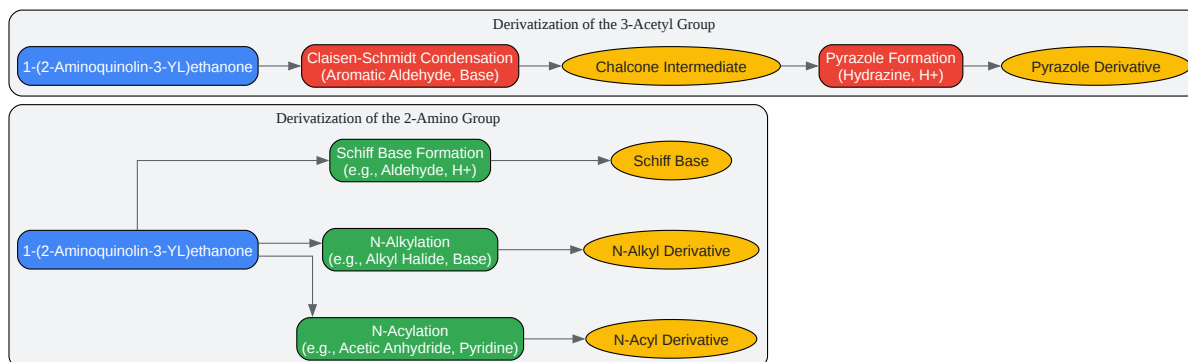 Derivatization of the 3-Acetyl Group
1-(2-Aminoquinolin-3-YL)ethanone
Claisen-Schmidt Condensation
(Aromatic Aldehyde, Base)
Chalcone Intermediate
Pyrazole Formation
(Hydrazine, H+)
Pyrazole Derivative
Derivatization of the 2-Amino Group
Schiff Base Formation
(e.g., Aldehyde, H+)
Schiff Base
1-(2-Aminoquinolin-3-YL)ethanone
N-Alkylation
(e.g., Alkyl Halide, Base)
N-Alkyl Derivative
N-Acylation
(e.g., Acetic Anhydride, Pyridine)
N-Acyl Derivative